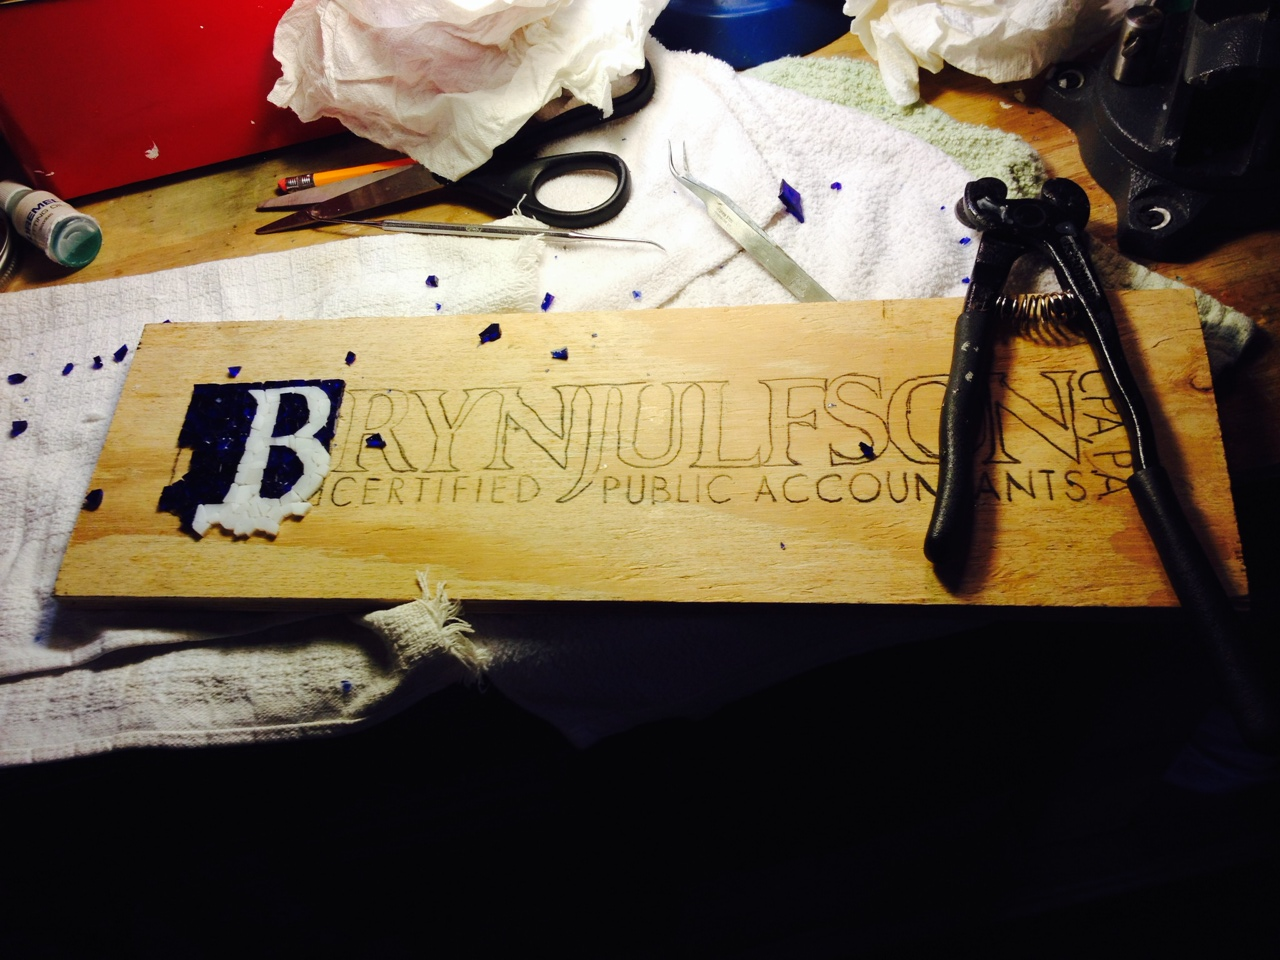 BRYNJULFSON
CERTIFIED PUBLIC ACCOUNTANTS
CPA PA